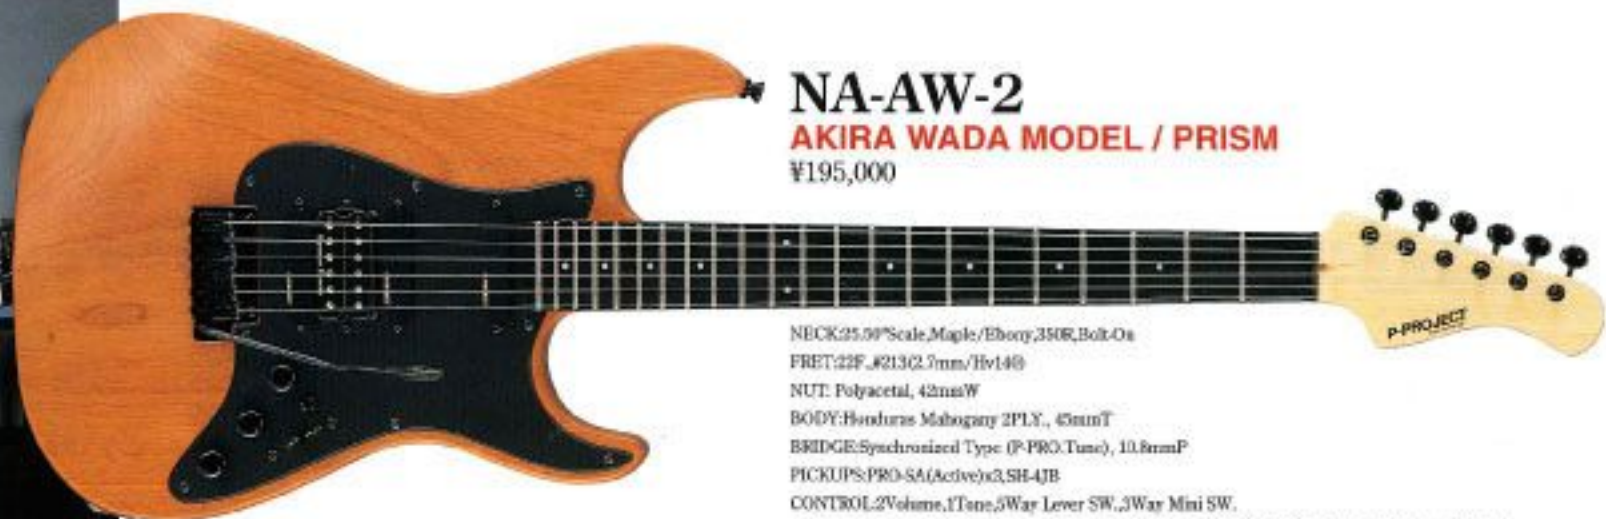 NA-AW-2
AKIRA WADA MODEL / PRISM
¥195,000
P-PROJECT
NECK:25.50"Scale,Maple/Ebony,350R,Bolt-On
FRET:22F.,#213(2.7mm/Hv140)
NUT: Polyacetal, 42mmW
BODY:Honduras Mahogany 2PLY., 45mmT
BRIDGE:Synchronized Type (P-PRO.Tune), 10.8mmP
PICKUPS:PRO-SA(Active)x3,SH-4JB
CONTROL:2Volume,1Tone,5Way Lever SW.,3Way Mini SW.